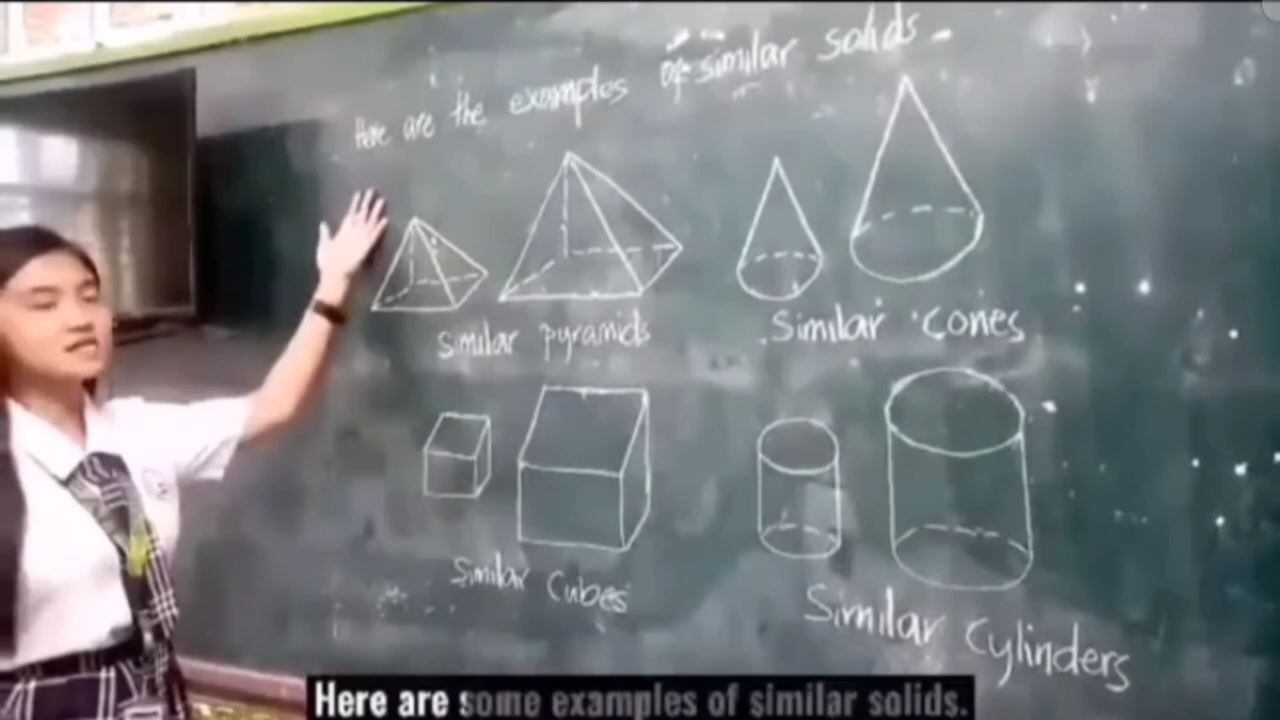 Here are the examples of similar solids.
Similar pyramids
Similar cones
Similar Cubes
Similar Cylinders
Here are some examples of similar solids.